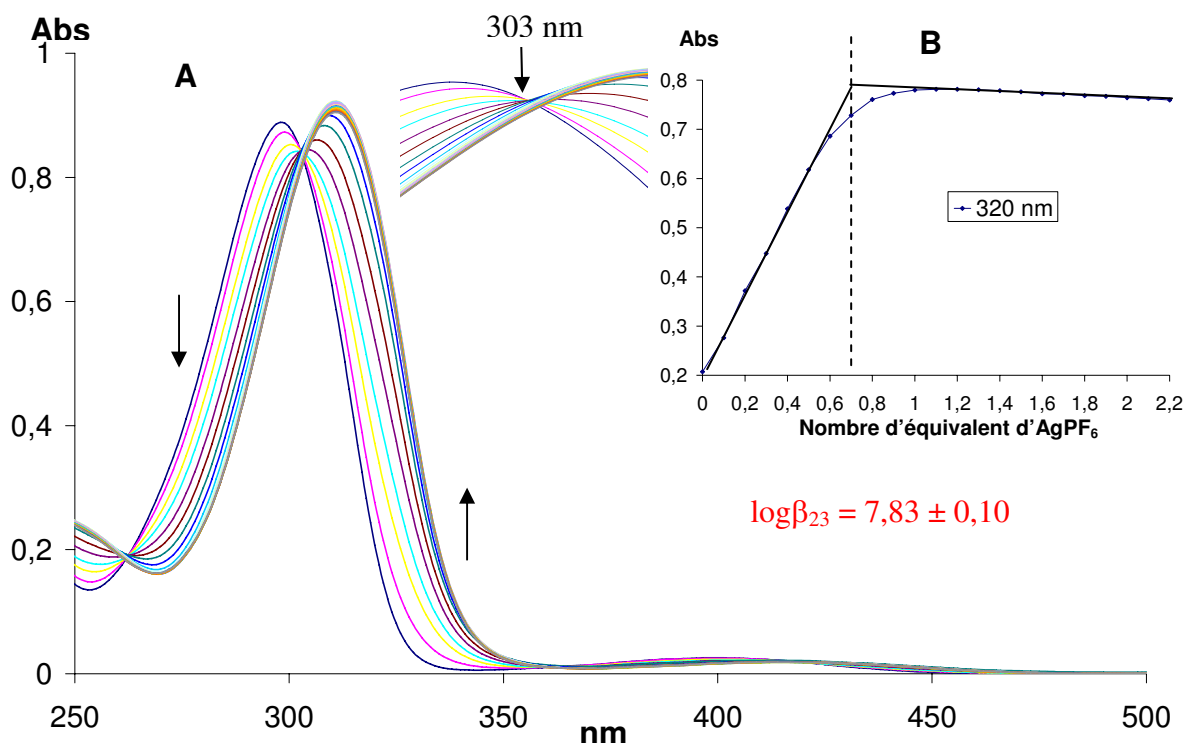 Abs
1
0,8
0,6
0,4
0,2
0
A
303 nm
250
300
350
400
450
500
nm
Abs
B
0,8
0,7
0,6
0,5
0,4
0,3
0,2
320 nm
0 0,2 0,4 0,6 0,8 1 1,2 1,4 1,6 1,8 2 2,2
Nombre d'équivalent d'AgPF₆
logβ₂₃ = 7,83 ± 0,10